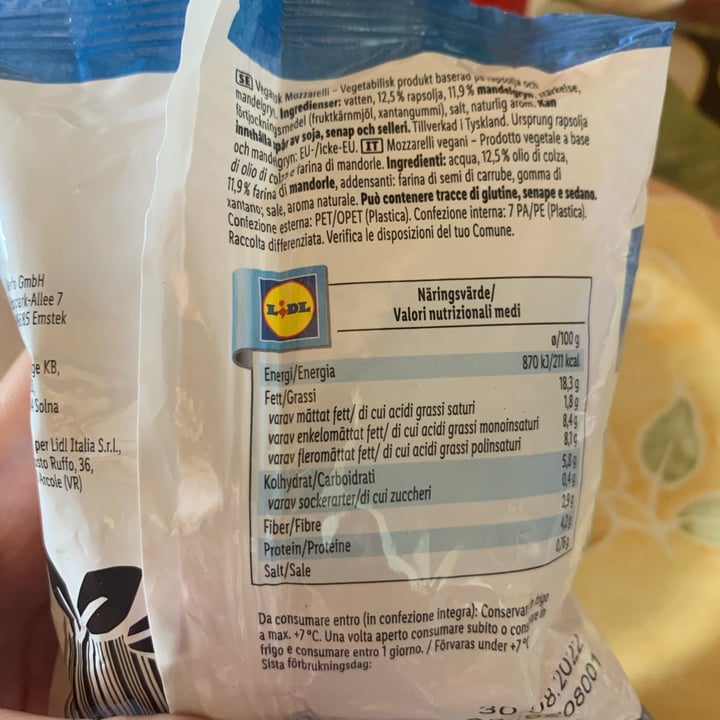 SE Vegansk Mozzarelli - Vegetabilisk produkt baserad på rapsolja och
mandelgryn. Ingredienser: vatten, 12,5% rapsolja, 11,9% mandelgryn, stärkelse,
förtjockningsmedel (fruktkärnmjöl, xantangummi), salt, naturlig arom. Kan
innehålla spår av soja, senap och selleri. Tillverkad i Tyskland. Ursprung rapsolja
och mandelgryn: EU-/icke-EU. IT Mozzarelli vegani - Prodotto vegetale a base
di olio di colza e farina di mandorle. Ingredienti: acqua, 12,5% olio di colza,
11,9% farina di mandorle, addensanti: farina di semi di carrube, gomma di
xantano; sale, aroma naturale. Può contenere tracce di glutine, senape e sedano.
Confezione esterna: PET/OPET (Plastica). Confezione interna: 7 PA/PE (Plastica).
Raccolta differenziata. Verifica le disposizioni del tuo Comune.
GmbH
-Allee 7
Emstek
KB,
Solna
per Lidl Italia S.r.l.,
Ruffo, 36,
Arcole (VR)
LIDL
Näringsvärde/
Valori nutrizionali medi
ø/100 g
Energi/Energia 870 kJ/211 kcal
Fett/Grassi 18,3 g
varav mättat fett/ di cui acidi grassi saturi 1,8 g
varav enkelomättat fett/ di cui acidi grassi monoinsaturi 8,4 g
varav fleromättat fett/ di cui acidi grassi polinsaturi 8,1 g
Kolhydrat/Carboidrati 5,8 g
varav sockerarter/di cui zuccheri 0,4 g
Fiber/Fibre 2,9 g
Protein/Proteine 4,2 g
Salt/Sale 0,76 g
Da consumare entro (in confezione integra): Conservare in frigo
a max. +7°C. Una volta aperto consumare subito o conservare in
frigo e consumare entro 1 giorno. / Förvaras under +7°C
Sista förbrukningsdag:
30.08.2022
08001